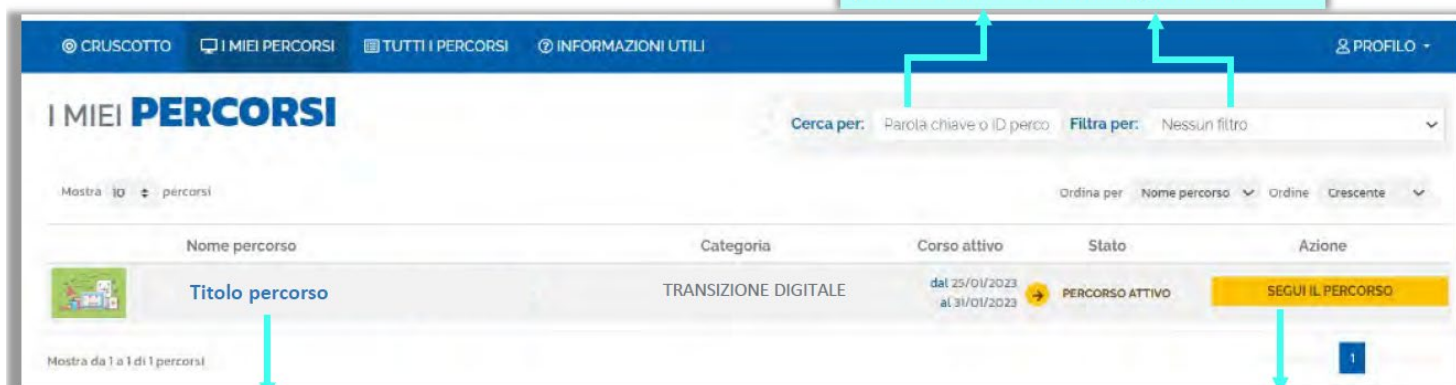 CRUSCOTTO I MIEI PERCORSI TUTTI I PERCORSI INFORMAZIONI UTILI PROFILO
I MIEI PERCORSI
Cerca per: Parola chiave o ID perco Filtra per: Nessun filtro
Mostra 10 percorsi Ordina per Nome percorso Ordine Crescente
Nome percorso Categoria Corso attivo Stato Azione
Titolo percorso TRANSIZIONE DIGITALE dal 25/01/2023 PERCORSO ATTIVO SEGUI IL PERCORSO
al 31/01/2023
Mostra da 1 a 1 di 1 percorsi 1